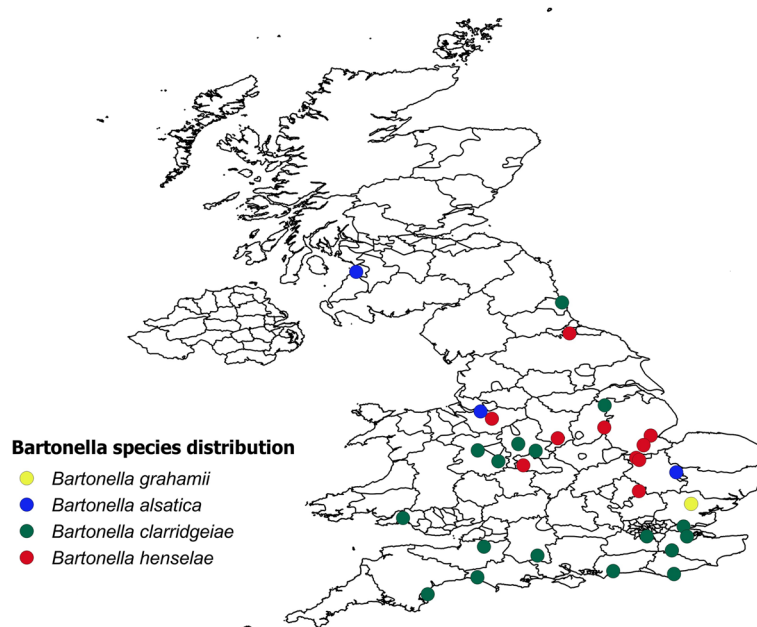 Bartonella species distribution
Bartonella grahamii
Bartonella alsatica
Bartonella clarridgeiae
Bartonella henselae